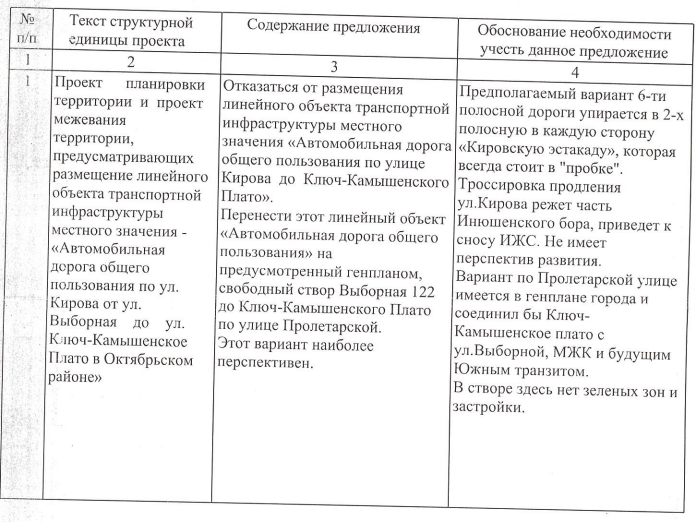 №
п/п
Текст структурной
единицы проекта
Содержание предложения
Обоснование необходимости
учесть данное предложение
1
2
3
4
1
Проект планировки
территории и проект
межевания
территории,
предусматривающих
размещение линейного
объекта транспортной
инфраструктуры
местного значения -
«Автомобильная
дорога общего
пользования по ул.
Кирова от ул.
Выборная до ул.
Ключ-Камышенское
Плато в Октябрьском
районе»
Отказаться от размещения
линейного объекта транспортной
инфраструктуры местного
значения «Автомобильная дорога
общего пользования по улице
Кирова до Ключ-Камышенского
Плато».
Перенести этот линейный объект
«Автомобильная дорога общего
пользования» на
предусмотренный генпланом,
свободный створ Выборная 122
до Ключ-Камышенского Плато
по улице Пролетарской.
Этот вариант наиболее
перспективен.
Предполагаемый вариант 6-ти
полосной дороги упирается в 2-х
полосную в каждую сторону
«Кировскую эстакаду», которая
всегда стоит в "пробке".
Троссировка продления
ул.Кирова режет часть
Инюшенского бора, приведет к
сносу ИЖС. Не имеет
перспектив развития.
Вариант по Пролетарской улице
имеется в генплане города и
соединил бы Ключ-
Камышенское плато с
ул.Выборной, МЖК и будущим
Южным транзитом.
В створе здесь нет зеленых зон и
застройки.